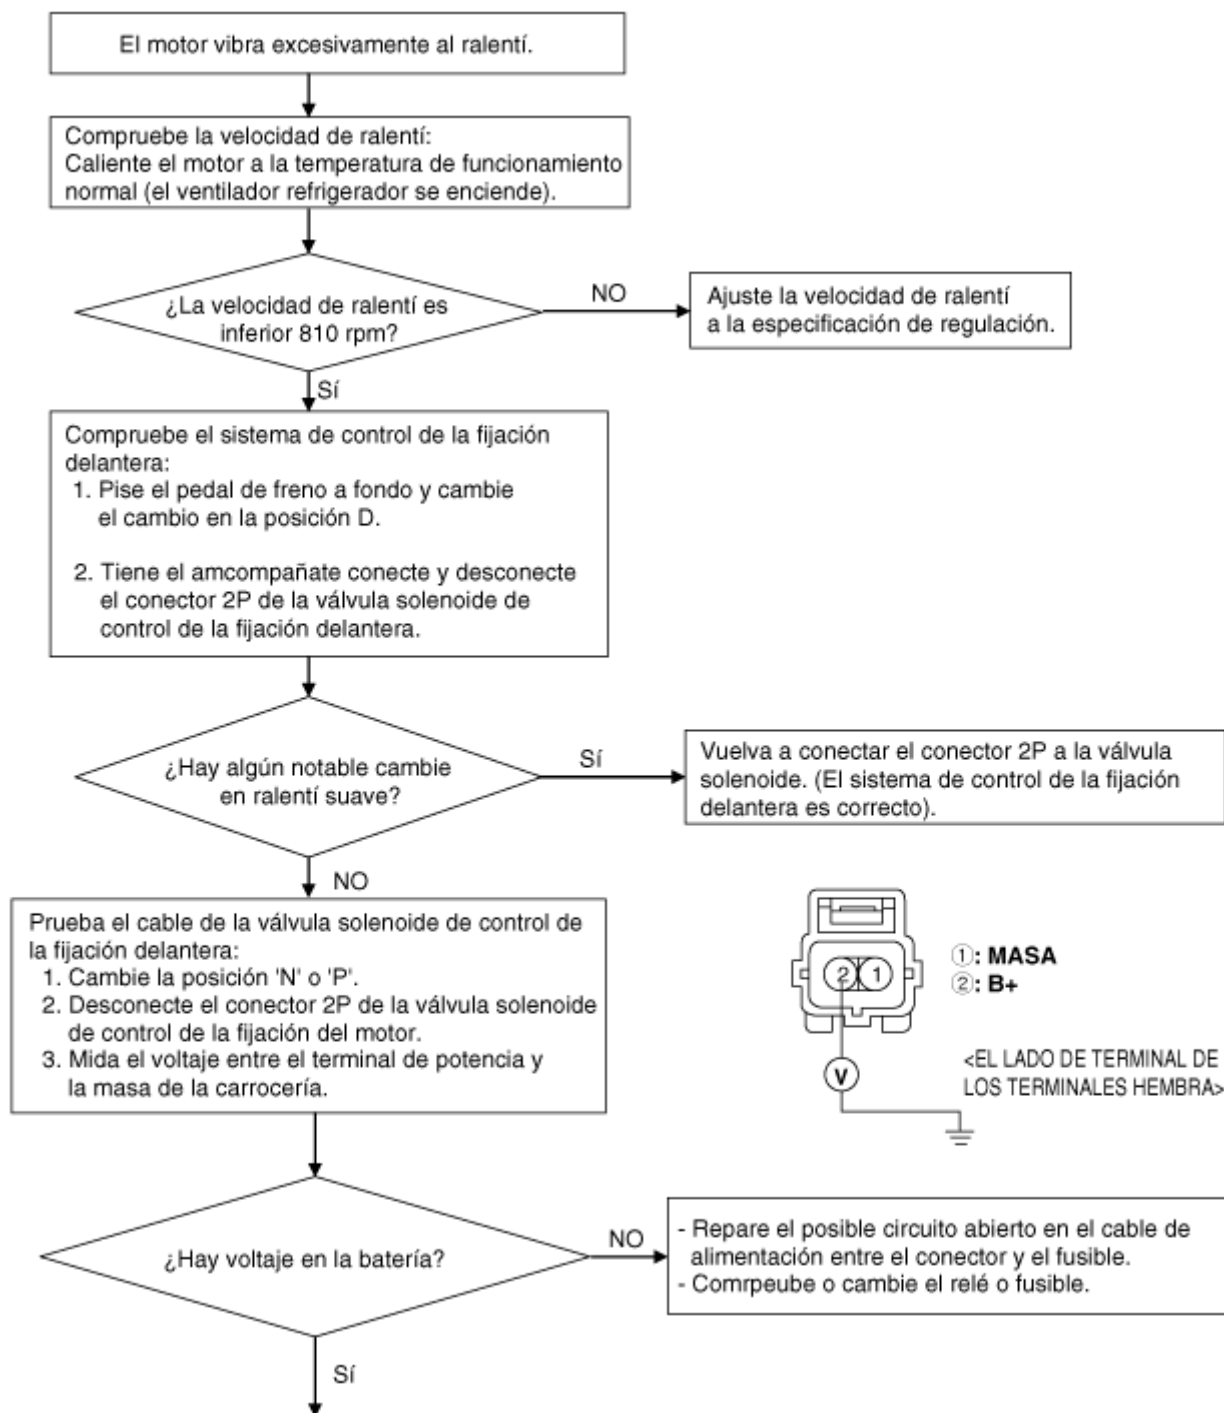 El motor vibra excesivamente al ralentí.
Compruebe la velocidad de ralentí:
Caliente el motor a la temperatura de funcionamiento
normal (el ventilador refrigerador se enciende).
¿La velocidad de ralentí es
inferior 810 rpm?
NO
Ajuste la velocidad de ralentí
a la especificación de regulación.
Sí
Compruebe el sistema de control de la fijación
delantera:
1. Pise el pedal de freno a fondo y cambie
el cambio en la posición D.
2. Tiene el amcompañate conecte y desconecte
el conector 2P de la válvula solenoide de
control de la fijación delantera.
¿Hay algún notable cambie
en ralentí suave?
Sí
Vuelva a conectar el conector 2P a la válvula
solenoide. (El sistema de control de la fijación
delantera es correcto).
NO
Prueba el cable de la válvula solenoide de control de
la fijación delantera:
1. Cambie la posición 'N' o 'P'.
2. Desconecte el conector 2P de la válvula solenoide
de control de la fijación del motor.
3. Mida el voltaje entre el terminal de potencia y
la masa de la carrocería.
2 1
①: MASA
②: B+
V
<EL LADO DE TERMINAL DE
LOS TERMINALES HEMBRA>
¿Hay voltaje en la batería?
NO
- Repare el posible circuito abierto en el cable de
alimentación entre el conector y el fusible.
- Comrpeube o cambie el relé o fusible.
Sí